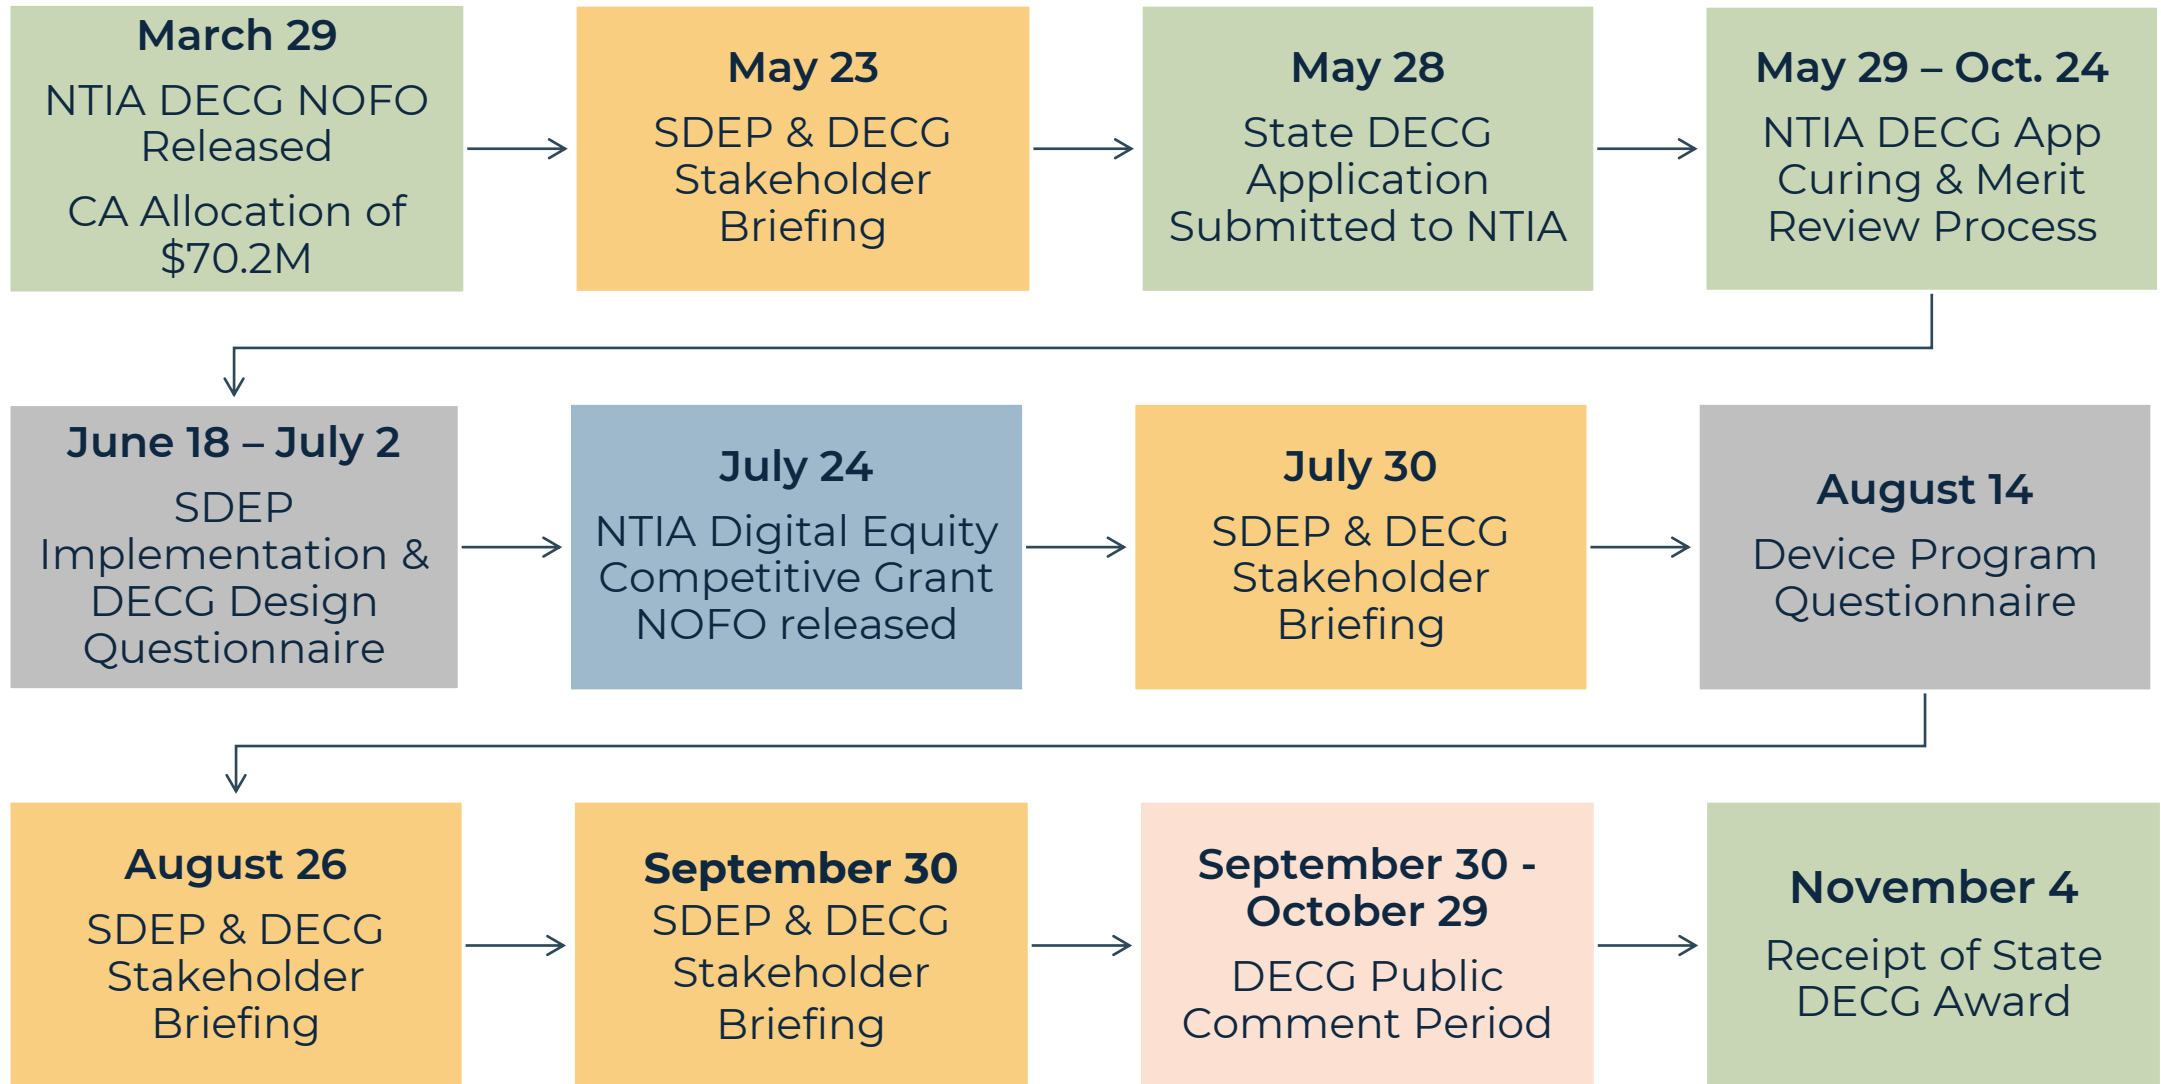 March 29
NTIA DECG NOFO
Released
CA Allocation of
$70.2M
May 23
SDEP & DECG
Stakeholder
Briefing
May 28
State DECG
Application
Submitted to NTIA
May 29 – Oct. 24
NTIA DECG App
Curing & Merit
Review Process
June 18 – July 2
SDEP
Implementation &
DECG Design
Questionnaire
July 24
NTIA Digital Equity
Competitive Grant
NOFO released
July 30
SDEP & DECG
Stakeholder
Briefing
August 14
Device Program
Questionnaire
August 26
SDEP & DECG
Stakeholder
Briefing
September 30
SDEP & DECG
Stakeholder
Briefing
September 30 -
October 29
DECG Public
Comment Period
November 4
Receipt of State
DECG Award